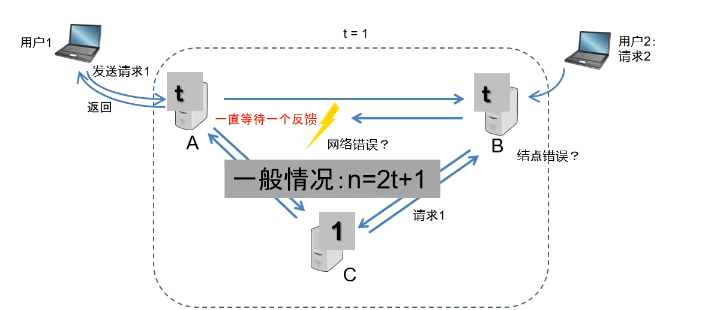 t = 1
用户1
用户2：
请求2
发送请求1
返回
t
t
一直等待一个反馈
网络错误？
A
B
结点错误？
一般情况：n=2t+1
请求1
1
C